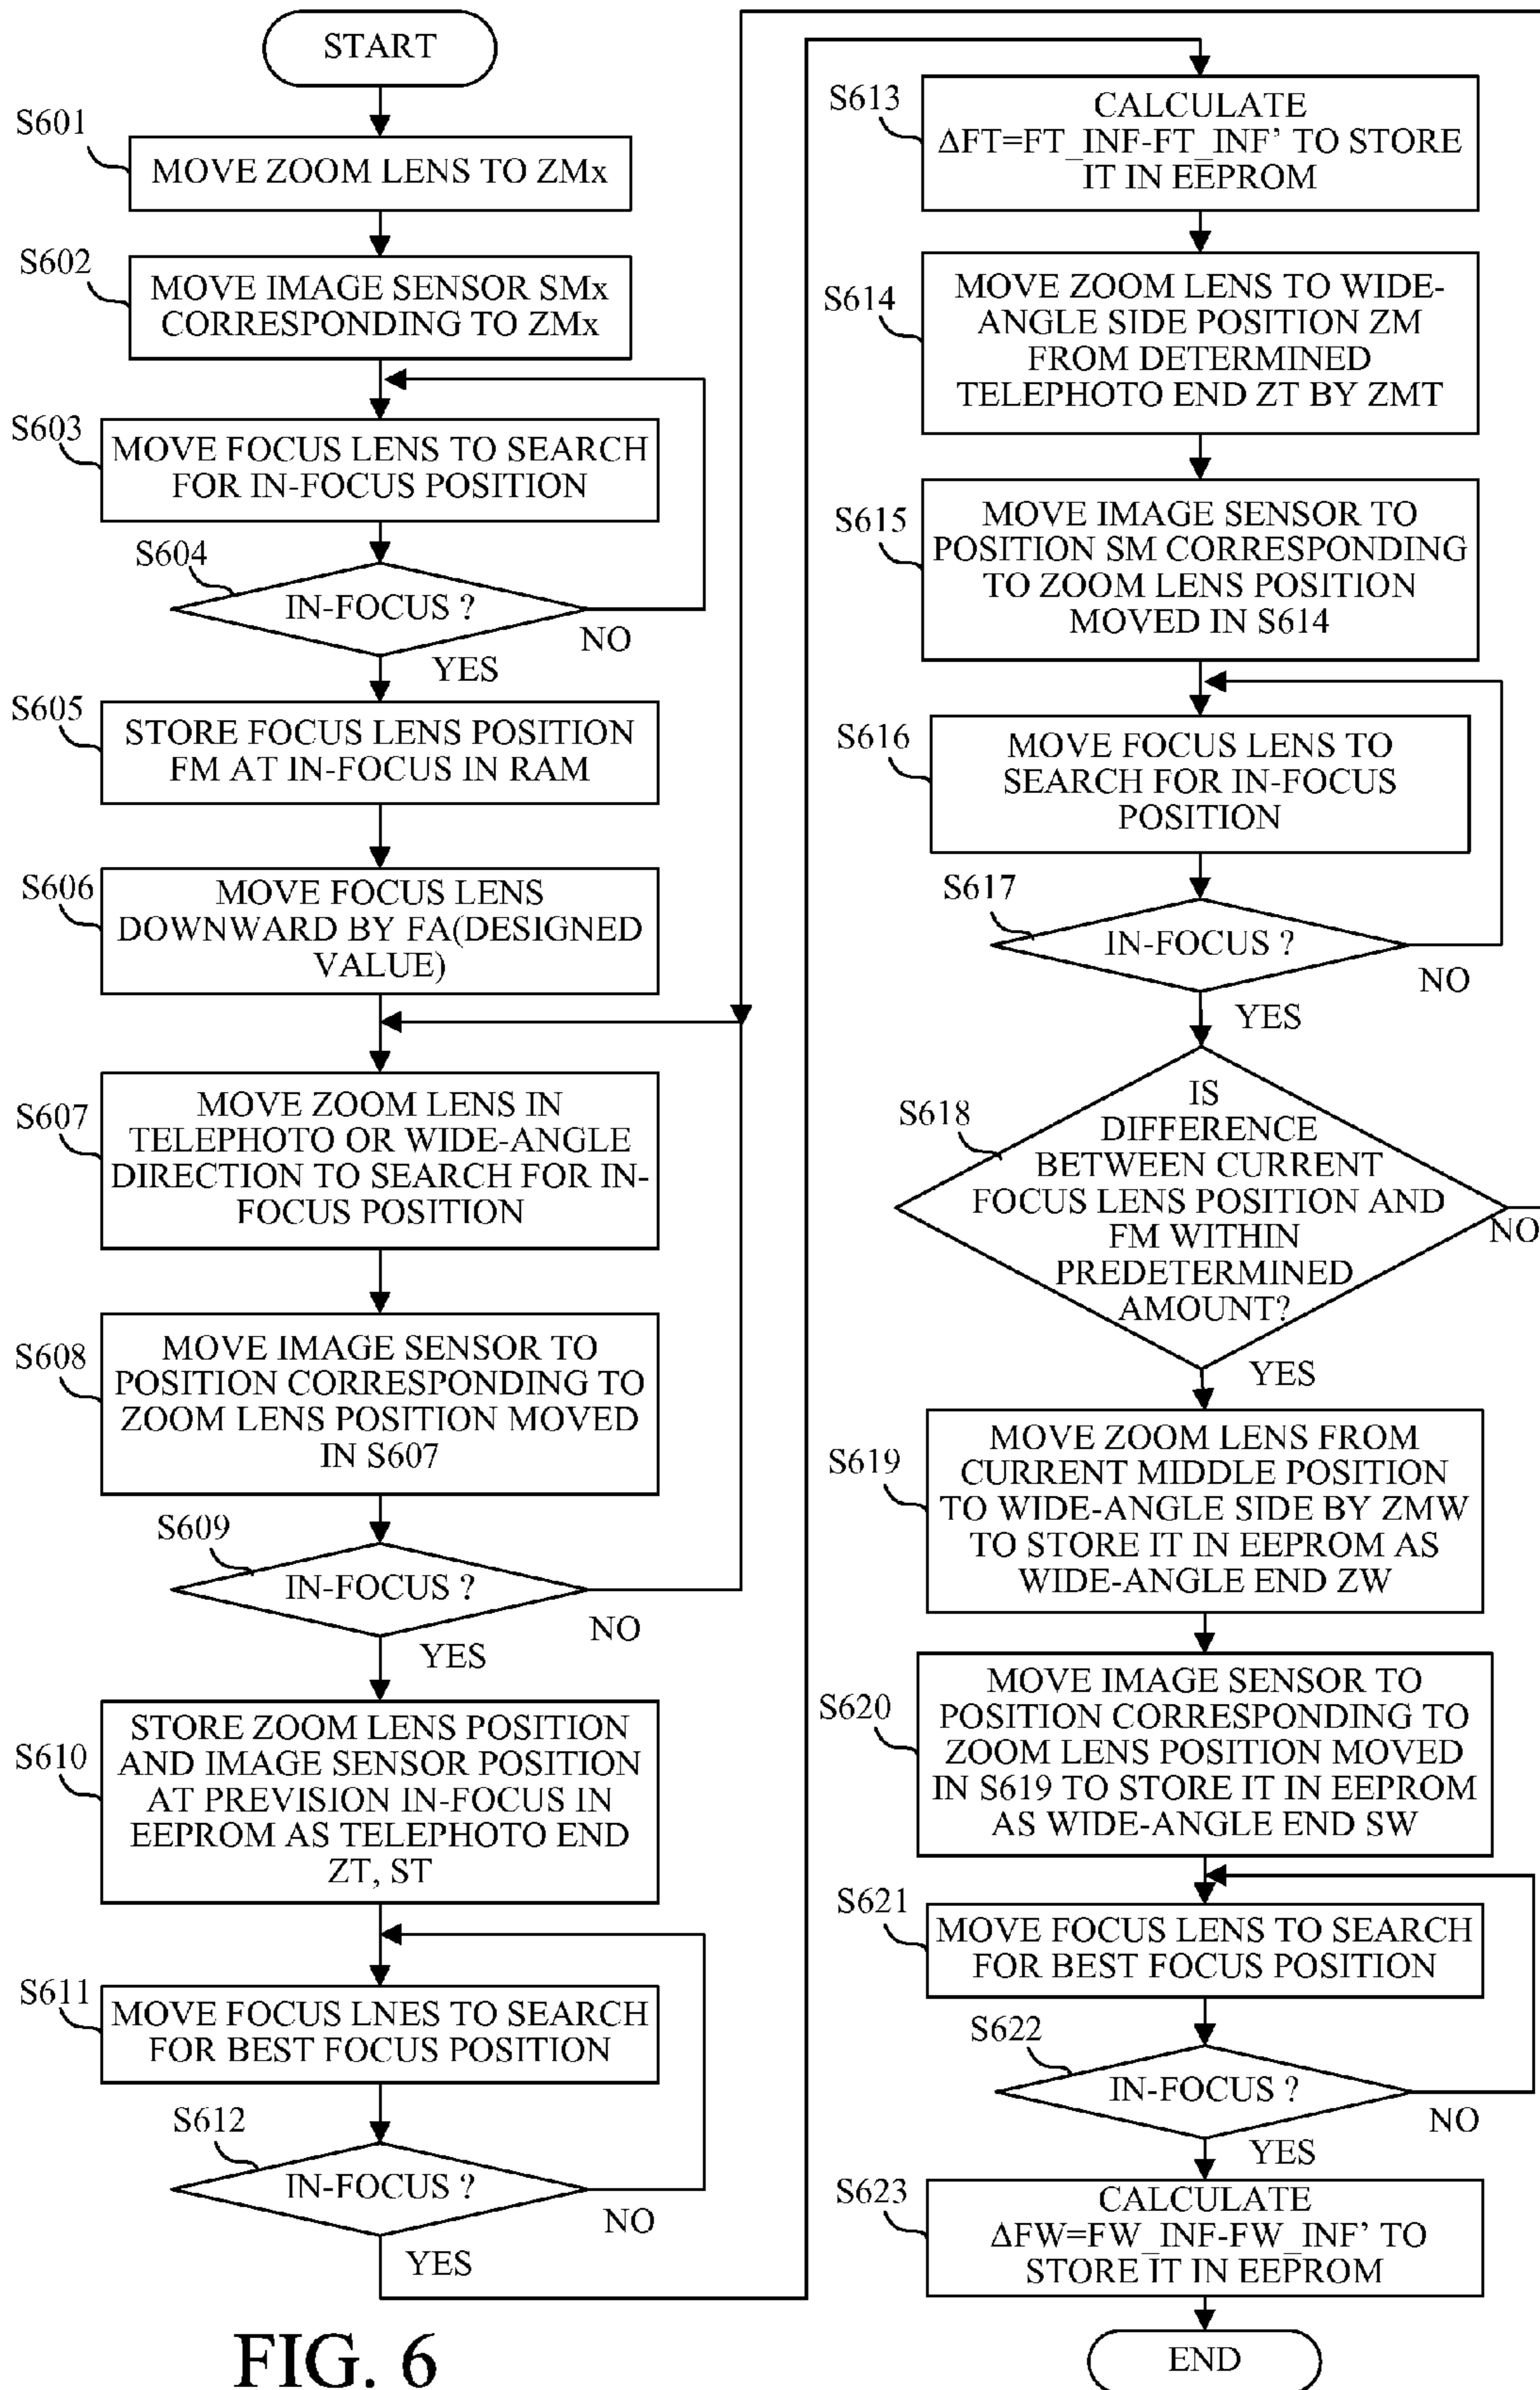 START
S601
MOVE ZOOM LENS TO ZMx
S602
MOVE IMAGE SENSOR SMx
CORRESPONDING TO ZMx
S603
MOVE FOCUS LENS TO SEARCH
FOR IN-FOCUS POSITION
S604
IN-FOCUS ?
NO
YES
S605
STORE FOCUS LENS POSITION
FM AT IN-FOCUS IN RAM
S606
MOVE FOCUS LENS
DOWNWARD BY FA(DESIGNED
VALUE)
S607
MOVE ZOOM LENS IN
TELEPHOTO OR WIDE-ANGLE
DIRECTION TO SEARCH FOR IN-
FOCUS POSITION
S608
MOVE IMAGE SENSOR TO
POSITION CORRESPONDING TO
ZOOM LENS POSITION MOVED
IN S607
S609
IN-FOCUS ?
NO
YES
S610
STORE ZOOM LENS POSITION
AND IMAGE SENSOR POSITION
AT PREVISION IN-FOCUS IN
EEPROM AS TELEPHOTO END
ZT, ST
S611
MOVE FOCUS LNES TO SEARCH
FOR BEST FOCUS POSITION
S612
IN-FOCUS ?
NO
YES
S613
CALCULATE
ΔFT=FT_INF-FT_INF’ TO STORE
IT IN EEPROM
S614
MOVE ZOOM LENS TO WIDE-
ANGLE SIDE POSITION ZM
FROM DETERMINED
TELEPHOTO END ZT BY ZMT
S615
MOVE IMAGE SENSOR TO
POSITION SM CORRESPONDING
TO ZOOM LENS POSITION
MOVED IN S614
S616
MOVE FOCUS LENS TO
SEARCH FOR IN-FOCUS
POSITION
S617
IN-FOCUS ?
NO
YES
S618
IS
DIFFERENCE
BETWEEN CURRENT
FOCUS LENS POSITION AND
FM WITHIN
PREDETERMINED
AMOUNT?
NO
YES
S619
MOVE ZOOM LENS FROM
CURRENT MIDDLE POSITION
TO WIDE-ANGLE SIDE BY ZMW
TO STORE IT IN EEPROM AS
WIDE-ANGLE END ZW
S620
MOVE IMAGE SENSOR TO
POSITION CORRESPONDING TO
ZOOM LENS POSITION MOVED
IN S619 TO STORE IT IN EEPROM
AS WIDE-ANGLE END SW
S621
MOVE FOCUS LENS TO SEARCH
FOR BEST FOCUS POSITION
S622
IN-FOCUS ?
NO
YES
S623
CALCULATE
ΔFW=FW_INF-FW_INF’ TO
STORE IT IN EEPROM
END
FIG. 6